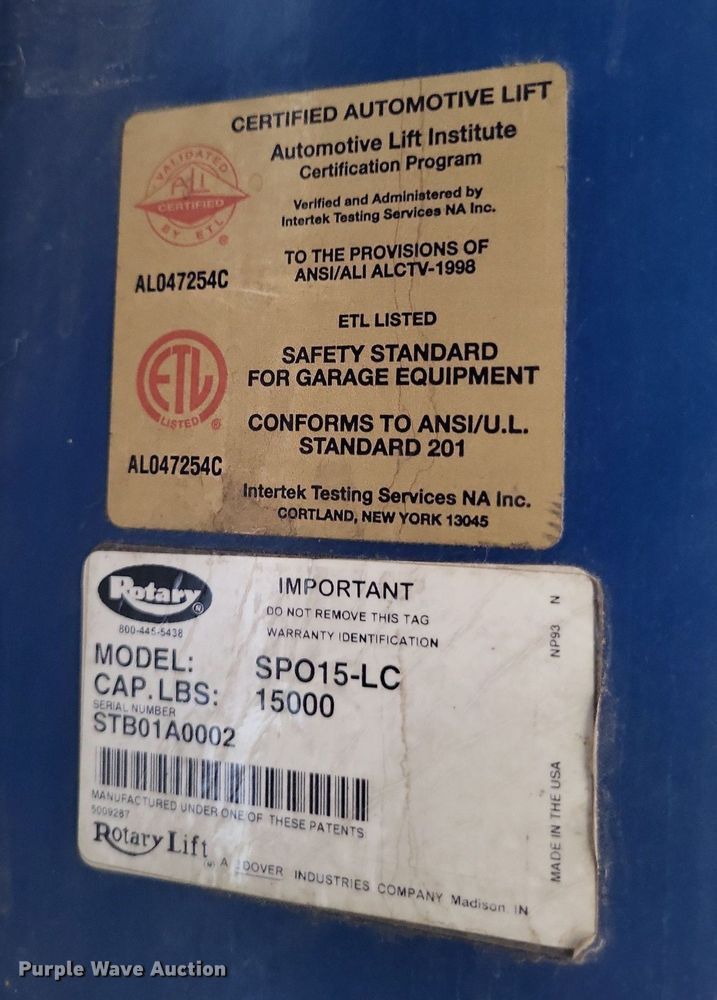 CERTIFIED AUTOMOTIVE LIFT
Automotive Lift Institute
Certification Program
VALIDATED
ALI
CERTIFIED
BY ETL
®
Verified and Administered by
Intertek Testing Services NA Inc.
TO THE PROVISIONS OF
ANSI/ALI ALCTV-1998
AL047254C
ETL LISTED
SAFETY STANDARD
FOR GARAGE EQUIPMENT
ETL
LISTED
®
CONFORMS TO ANSI/U.L.
STANDARD 201
AL047254C
Intertek Testing Services NA Inc.
CORTLAND, NEW YORK 13045
Rotary
800-445-5438
IMPORTANT
DO NOT REMOVE THIS TAG
WARRANTY IDENTIFICATION
NP93 N
MODEL: SPO15-LC
CAP. LBS: 15000
SERIAL NUMBER
STB01A0002
MANUFACTURED UNDER ONE OF THESE PATENTS
5009287
Rotary Lift A DOVER INDUSTRIES COMPANY Madison, IN
MADE IN THE USA
Purple Wave Auction